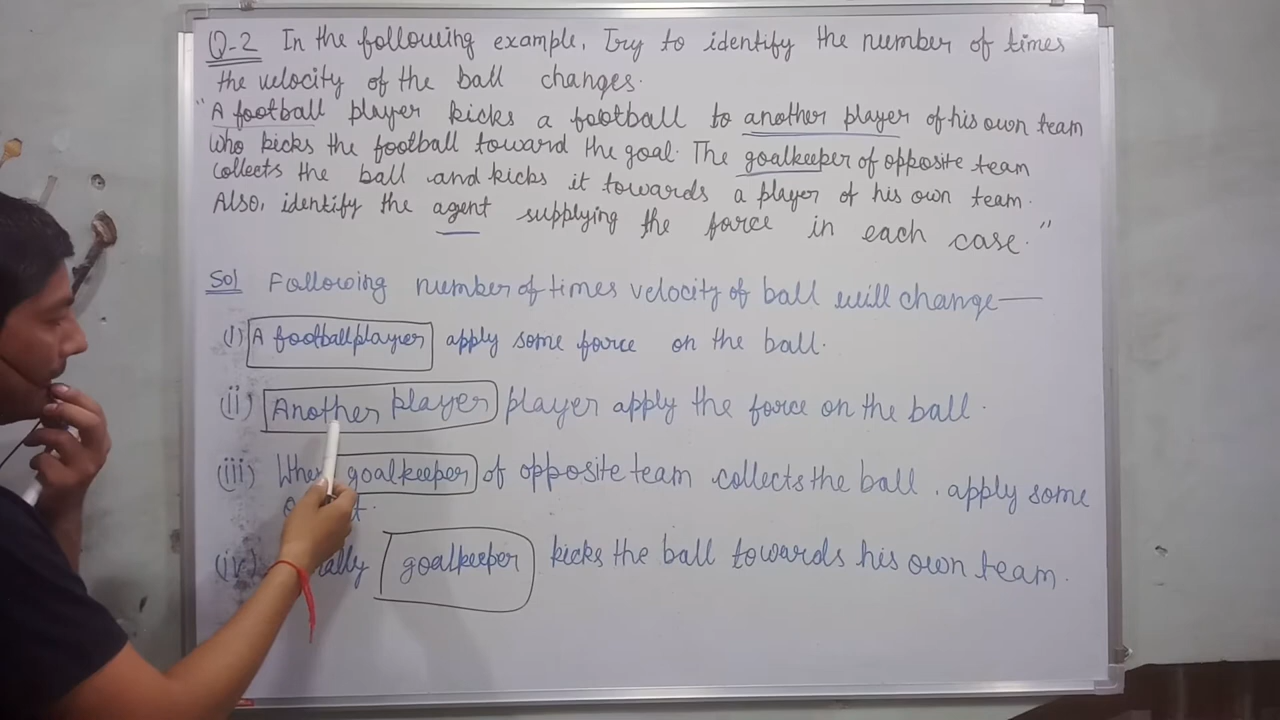 Q-2 In the following example, Try to identify the number of times
the velocity of the ball changes.
"A football player kicks a football to another player of his own team
who kicks the football toward the goal. The goalkeeper of opposite team
collects the ball and kicks it towards a player of his own team.
Also, identify the agent supplying the force in each case."
Sol Following number of times velocity of ball will change—
(i) A football player apply some force on the ball.
(ii) Another player player apply the force on the ball.
(iii) When goalkeeper of opposite team collects the ball, apply some
(iv) goalkeeper kicks the ball towards his own team.